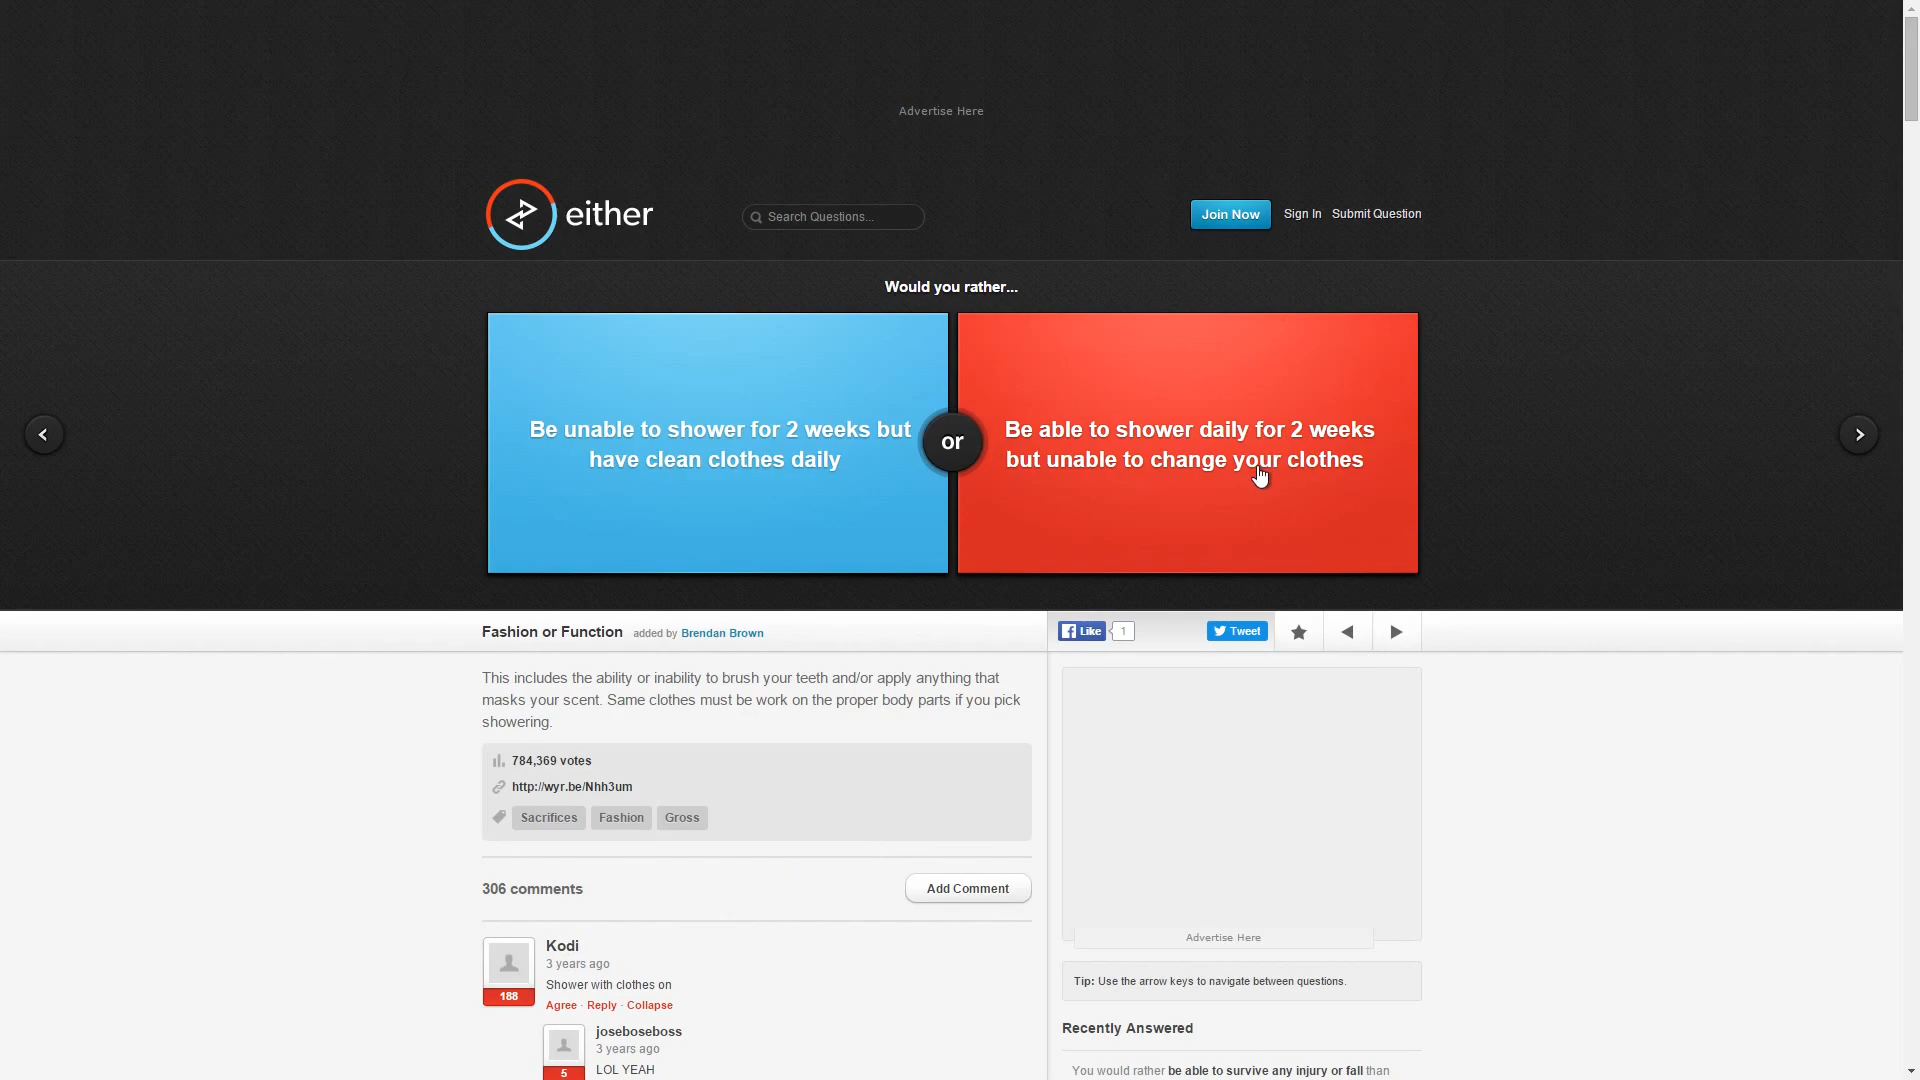 Advertise Here
either
Search Questions...
Join Now
Sign In
Submit Question
Would you rather...
Be unable to shower for 2 weeks but
have clean clothes daily
or
Be able to shower daily for 2 weeks
but unable to change your clothes
Fashion or Function added by Brendan Brown
Like
1
Tweet
This includes the ability or inability to brush your teeth and/or apply anything that
masks your scent. Same clothes must be work on the proper body parts if you pick
showering.
784,369 votes
http://wyr.be/Nhh3um
Sacrifices
Fashion
Gross
306 comments
Add Comment
Kodi
3 years ago
Shower with clothes on
188
Agree · Reply · Collapse
joseboseboss
3 years ago
LOL YEAH
5
Advertise Here
Tip: Use the arrow keys to navigate between questions.
Recently Answered
You would rather be able to survive any injury or fall than